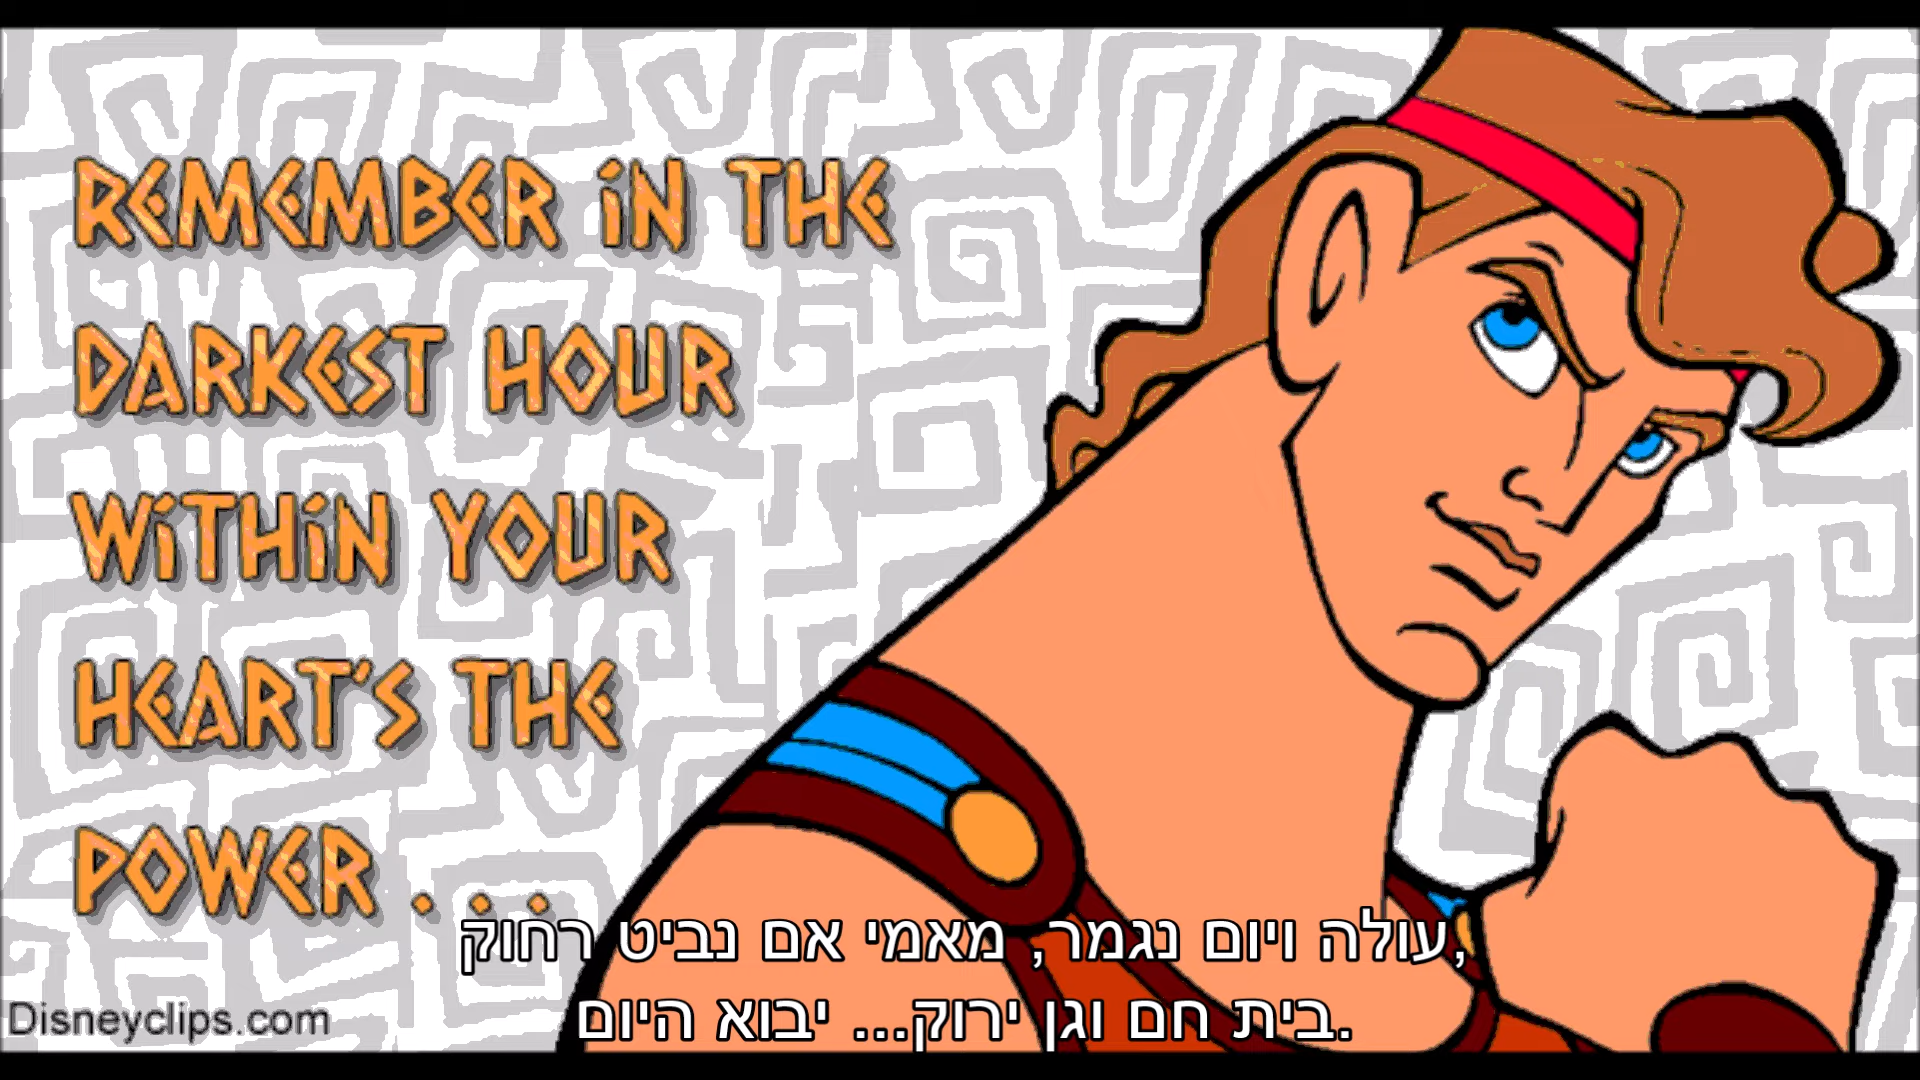 REMEMBER IN THE
DARKEST HOUR
WITHIN YOUR
HEART'S THE
POWER . . .
עולה ויום נגמר, מאמי אם נביט רחוק,
בית חם וגן ירוק... יבוא היום.
Disneyclips.com